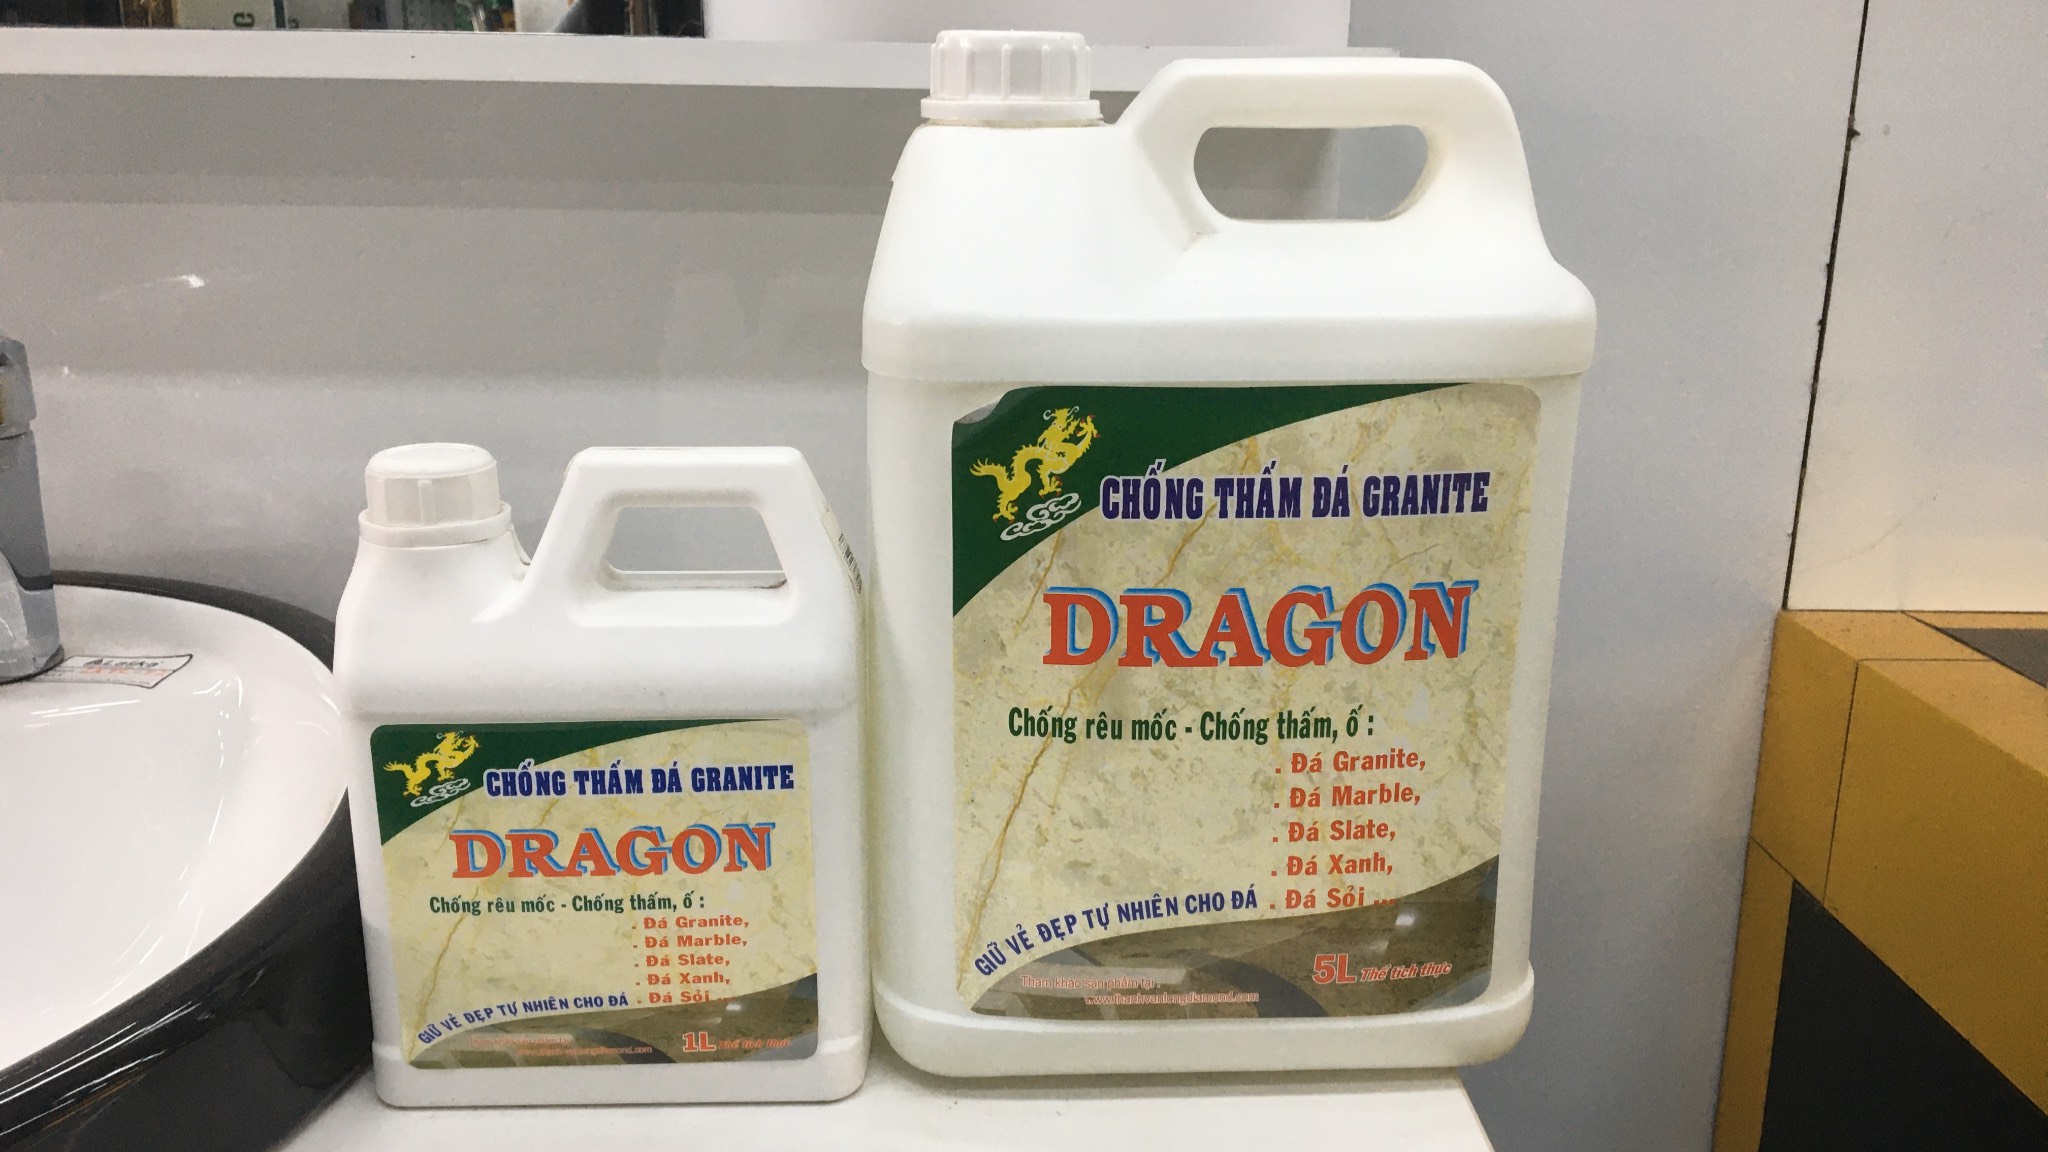 CHỐNG THẤM ĐÁ GRANITE
DRAGON
Chống rêu mốc - Chống thấm, ố :
. Đá Granite,
. Đá Marble,
. Đá Slate,
. Đá Xanh,
. Đá Sỏi ...
GIỮ VẺ ĐẸP TỰ NHIÊN CHO ĐÁ
1L Thể tích thực
CHỐNG THẤM ĐÁ GRANITE
DRAGON
Chống rêu mốc - Chống thấm, ố :
. Đá Granite,
. Đá Marble,
. Đá Slate,
. Đá Xanh,
. Đá Sỏi ...
GIỮ VẺ ĐẸP TỰ NHIÊN CHO ĐÁ
Tham khảo sản phẩm tại :
www.thanhvanlongdiamond.com
5L Thể tích thực